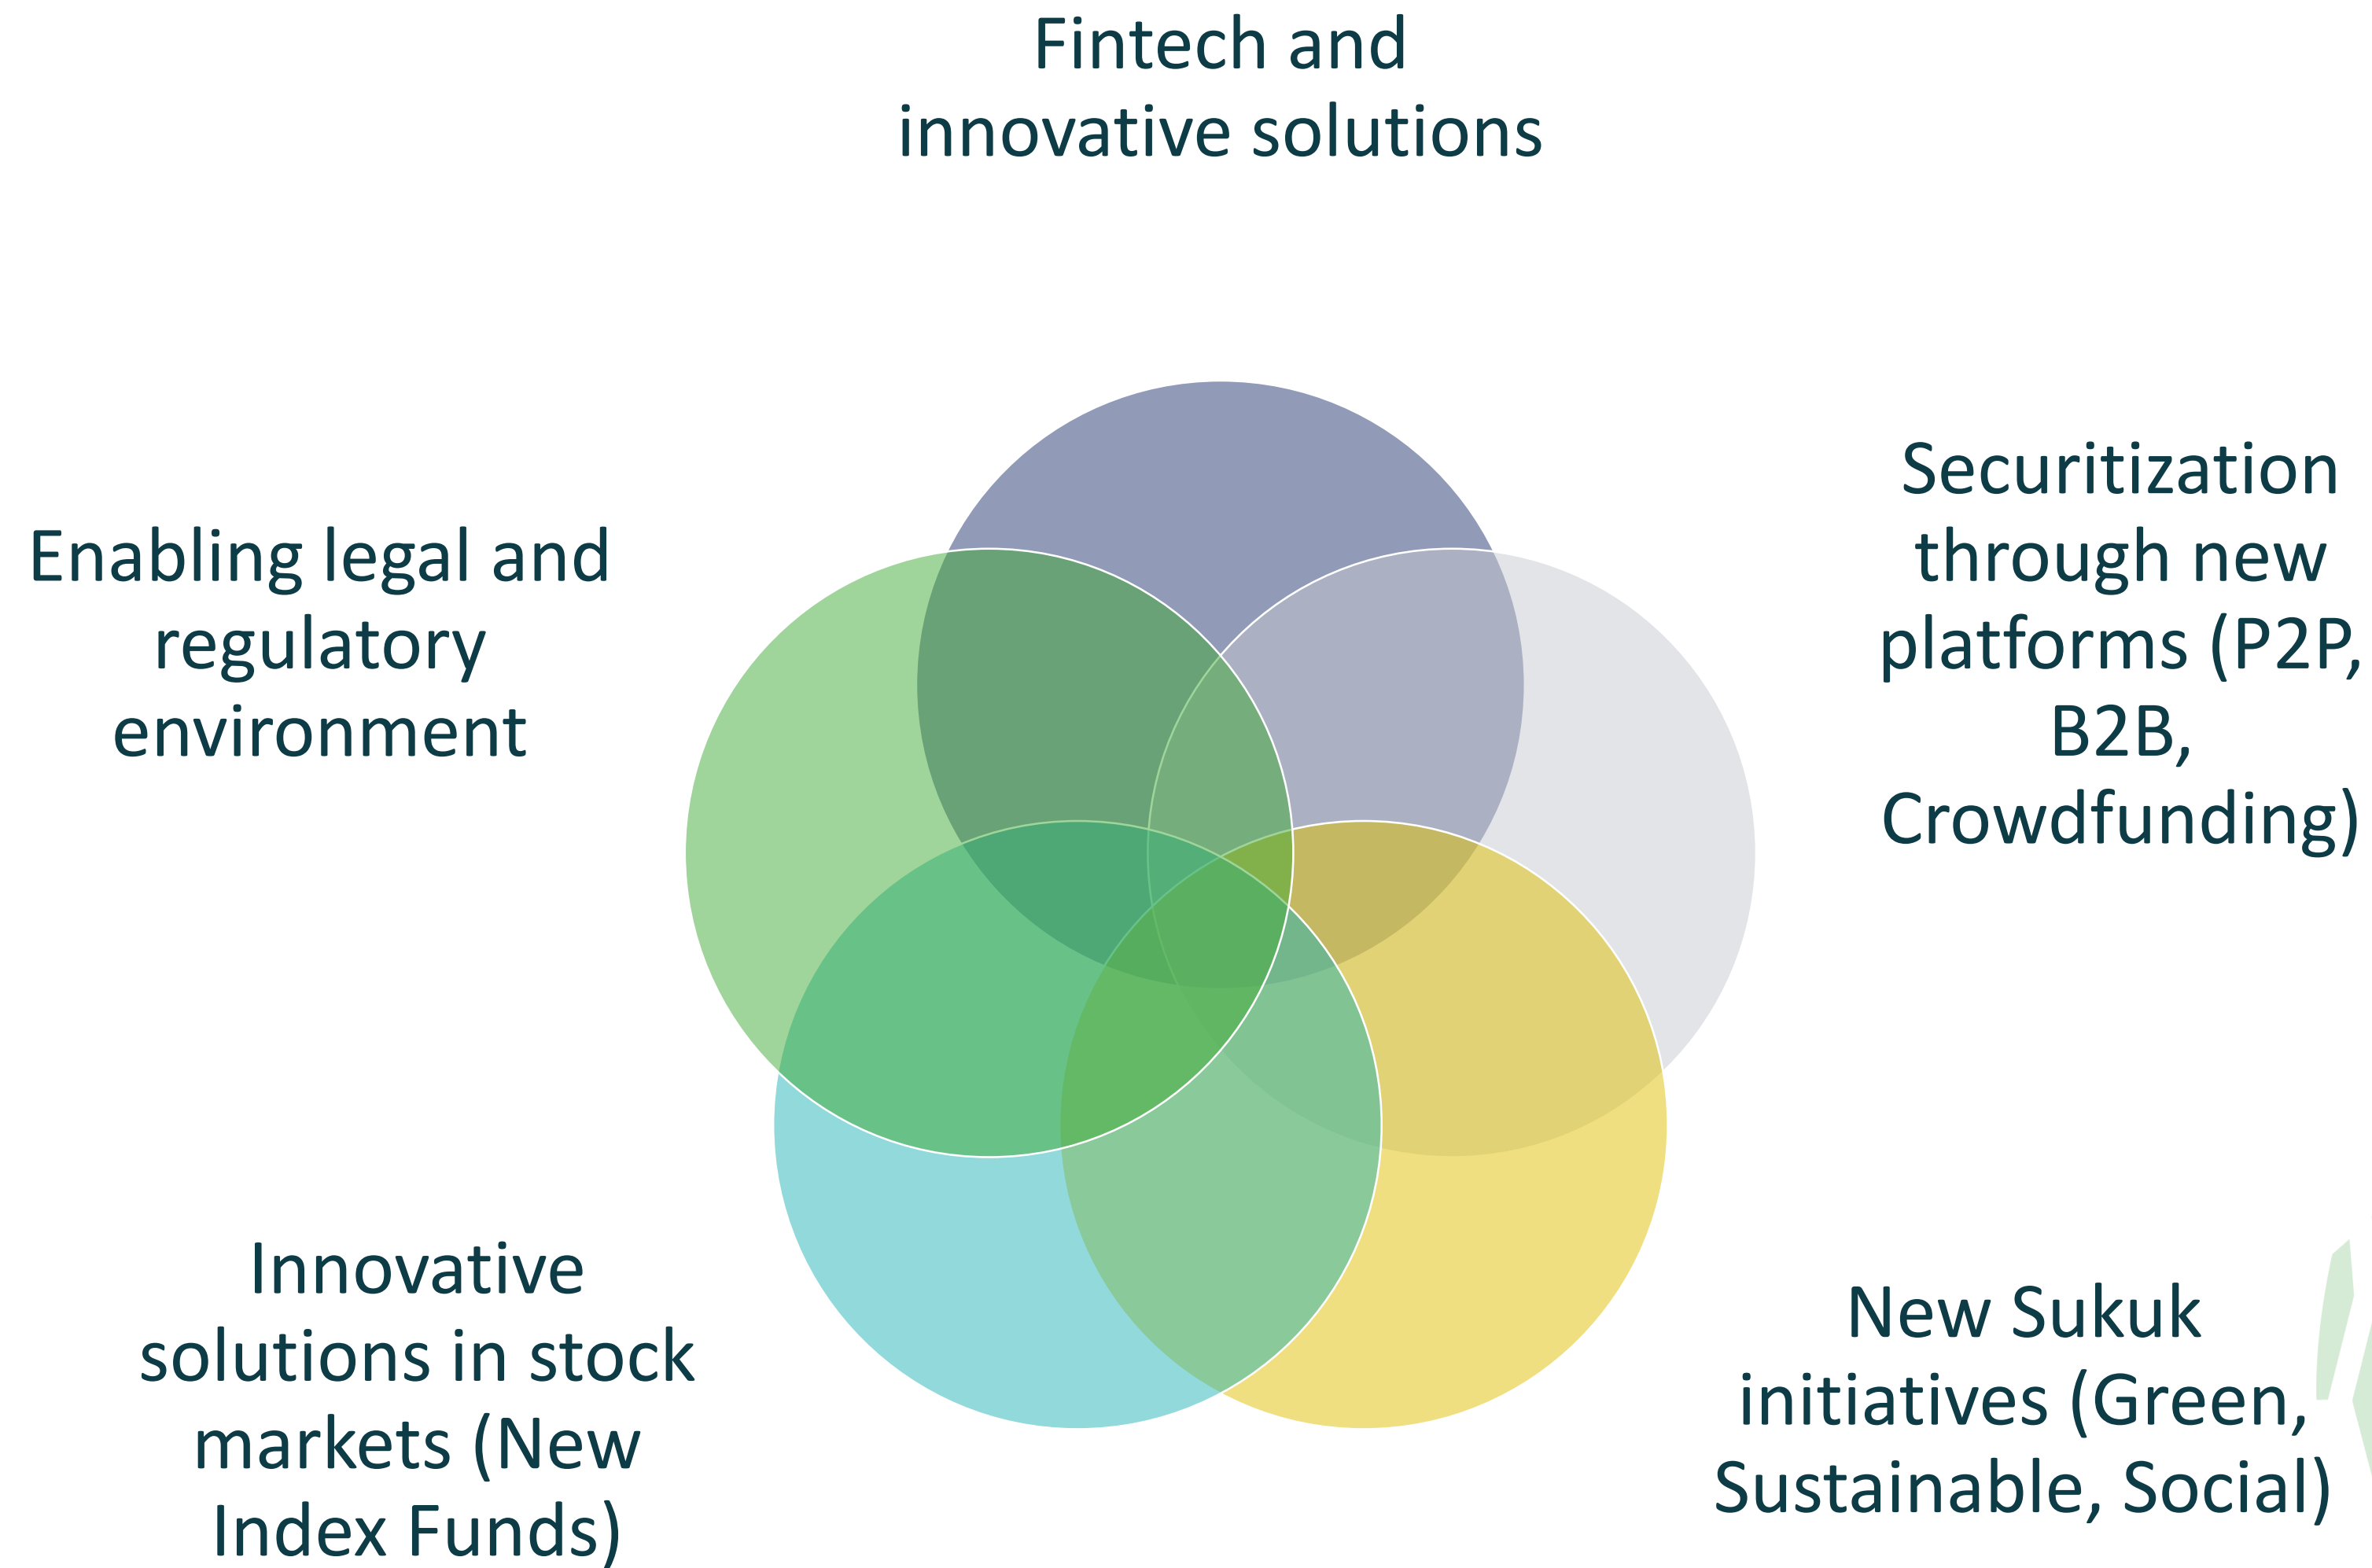 Fintech and
innovative solutions
Securitization
through new
platforms (P2P,
B2B,
Crowdfunding)
New Sukuk
initiatives (Green,
Sustainable, Social)
Innovative
solutions in stock
markets (New
Index Funds)
Enabling legal and
regulatory
environment